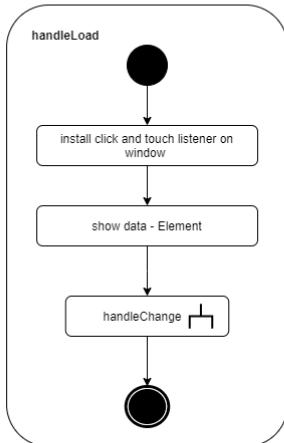 handleLoad
install click and touch listener on
window
show data - Element
handleChange